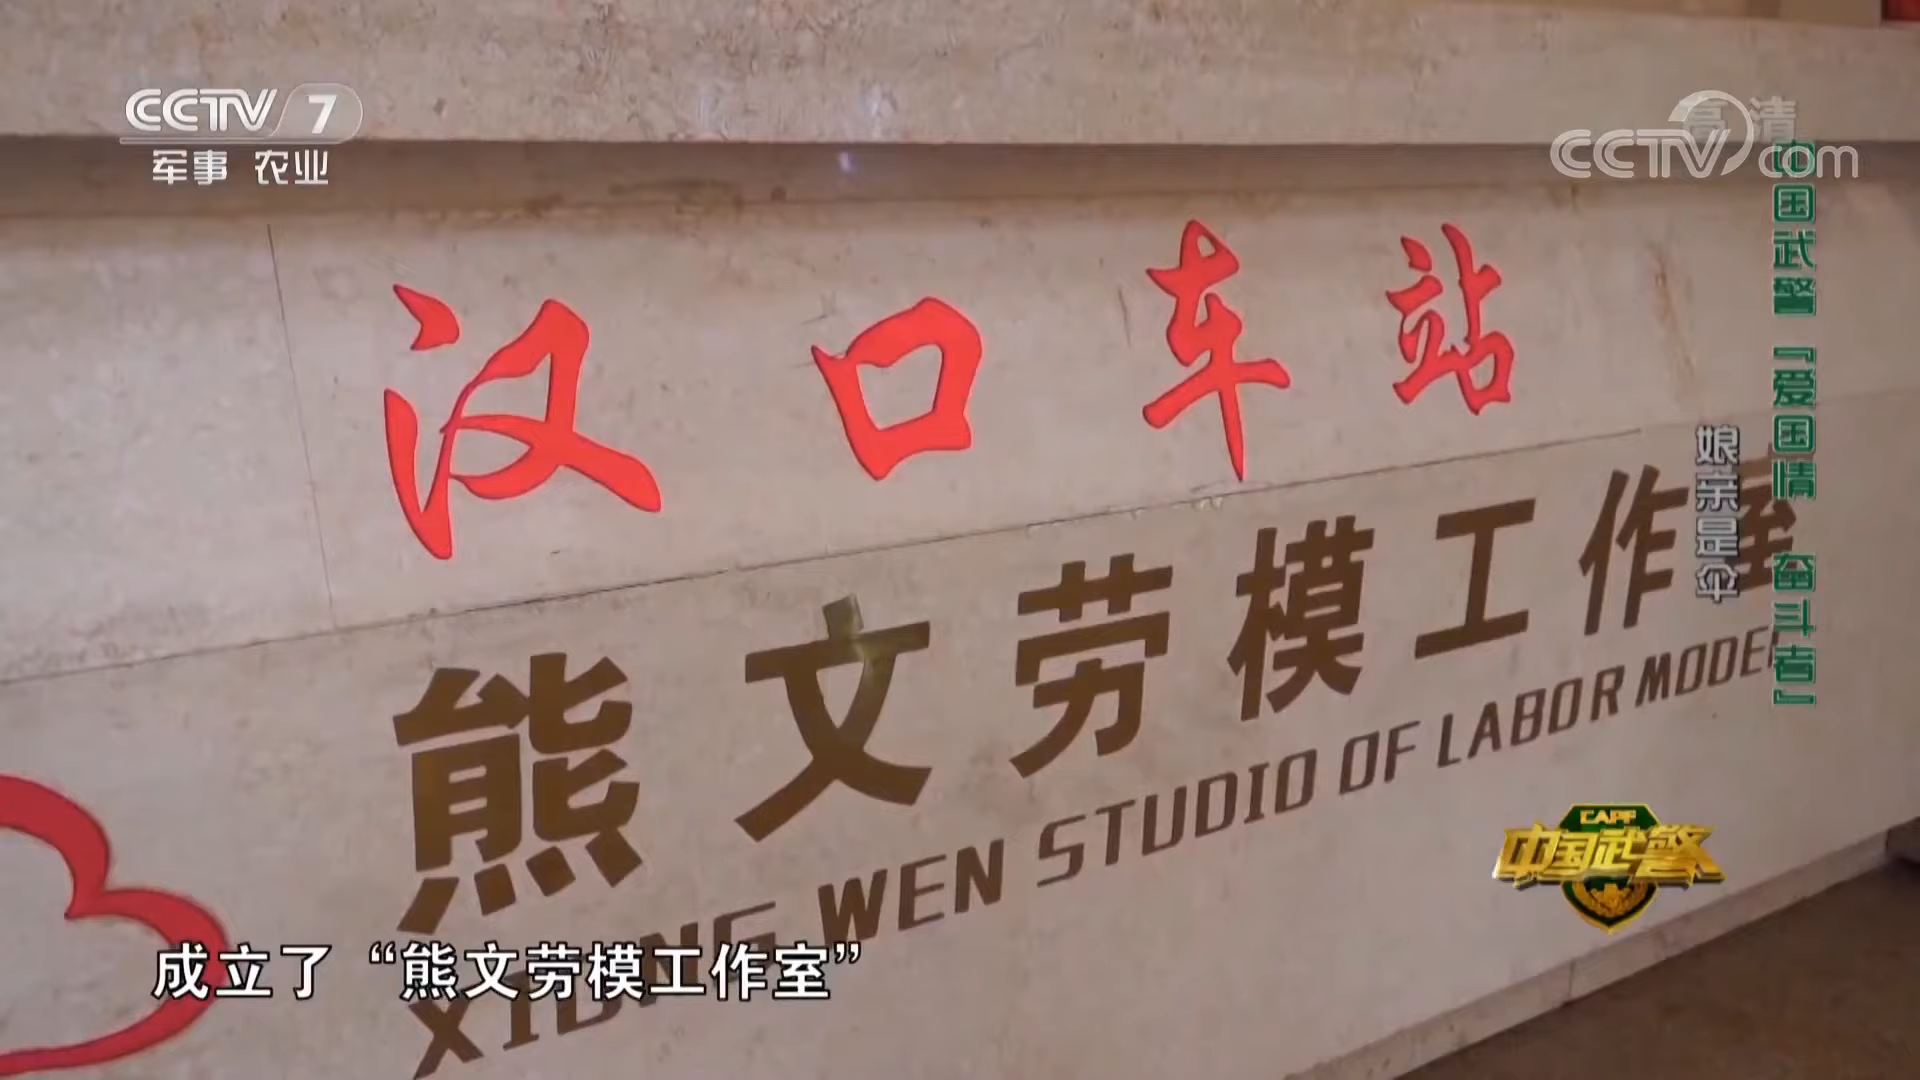 CCTV 7
军事 农业
高清
CCTV.com
中国武警『爱国情 奋斗者』
娘亲是伞
汉口车站
熊文劳模工作室
XIONG WEN STUDIO OF LABOR MODEL
CAPF
中国武警
成立了“熊文劳模工作室”